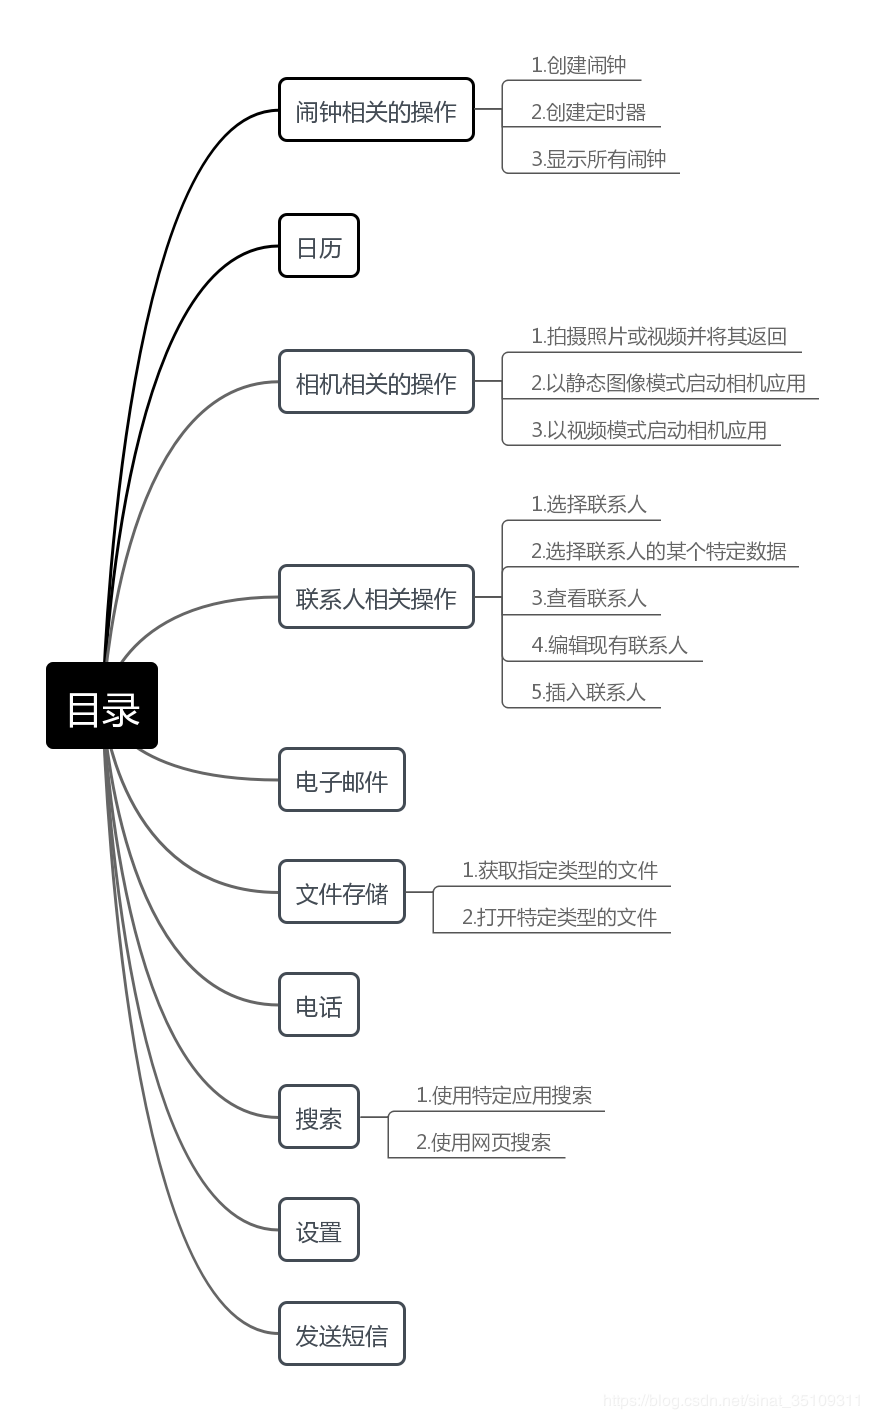 目录
闹钟相关的操作
1.创建闹钟
2.创建定时器
3.显示所有闹钟
日历
相机相关的操作
1.拍摄照片或视频并将其返回
2.以静态图像模式启动相机应用
3.以视频模式启动相机应用
联系人相关操作
1.选择联系人
2.选择联系人的某个特定数据
3.查看联系人
4.编辑现有联系人
5.插入联系人
电子邮件
文件存储
1.获取指定类型的文件
2.打开特定类型的文件
电话
搜索
1.使用特定应用搜索
2.使用网页搜索
设置
发送短信
https://blog.csdn.net/sinat_35109311